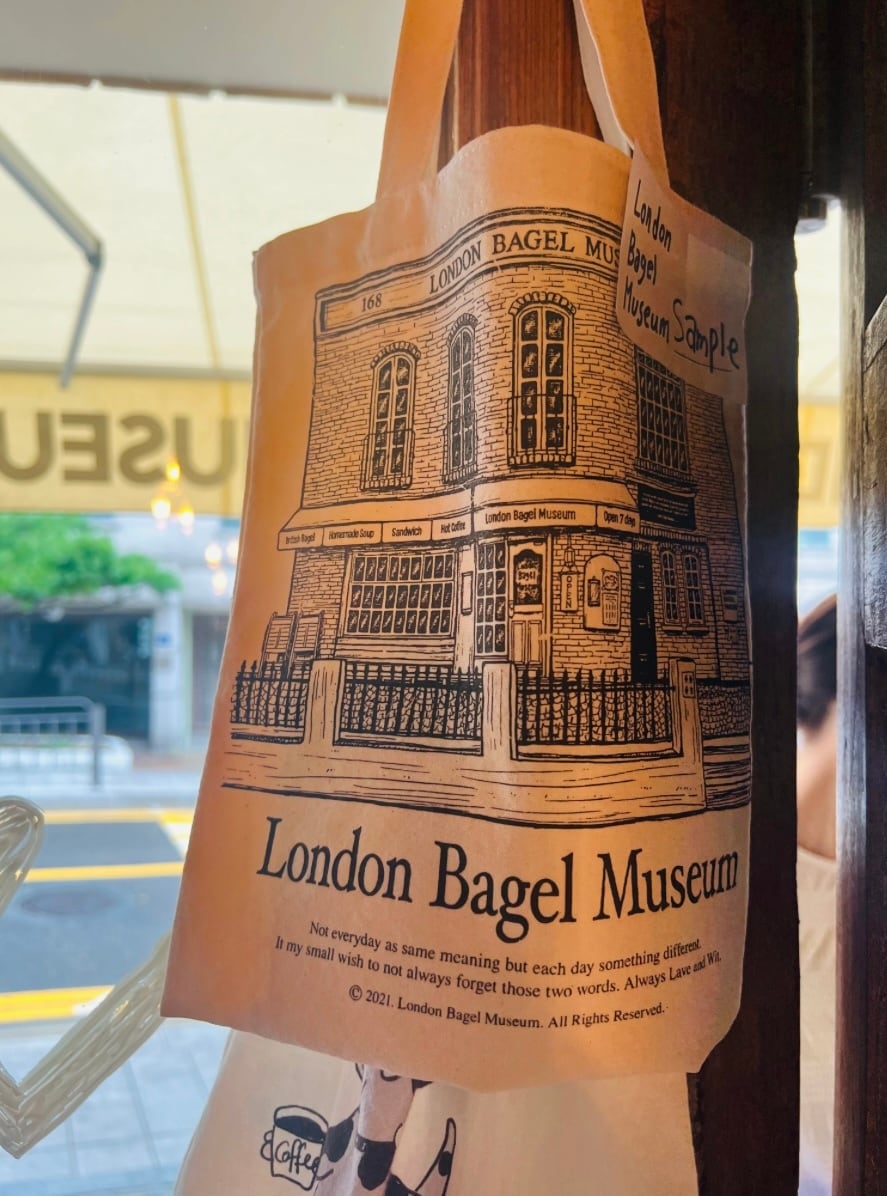 168 LONDON BAGEL MUS
London
Bagel
Museum
Sample
MUSEU
British Bagel Homemade Soup Sandwich Hot Coffee London Bagel Museum Open 7 days
OPEN
London Bagel Museum
Not everyday as same meaning but each day something different.
It my small wish to not always forget those two words. Always Lave and Wit.
© 2021. London Bagel Museum. All Rights Reserved.
Coffee